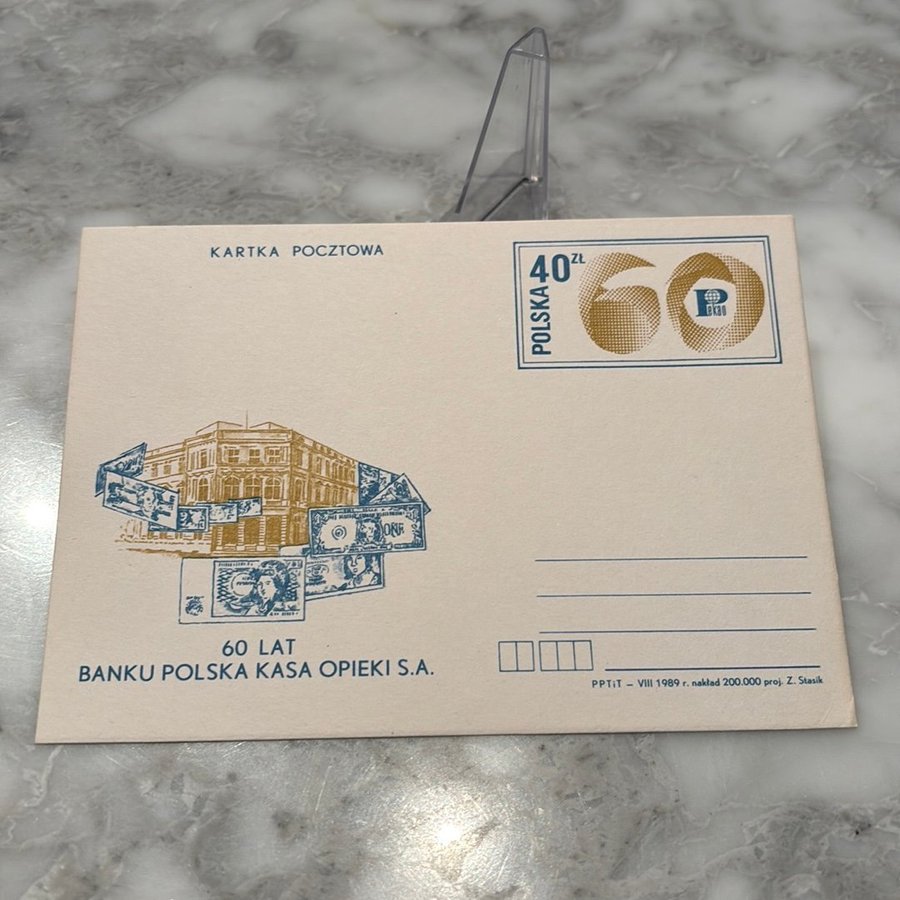 KARTKA POCZTOWA
POLSKA 40 ZŁ
60
Pekao
ONE
60 LAT
BANKU POLSKA KASA OPIEKI S.A.
PPTiT – VIII 1989 r. nakład 200.000 proj. Z. Stasik